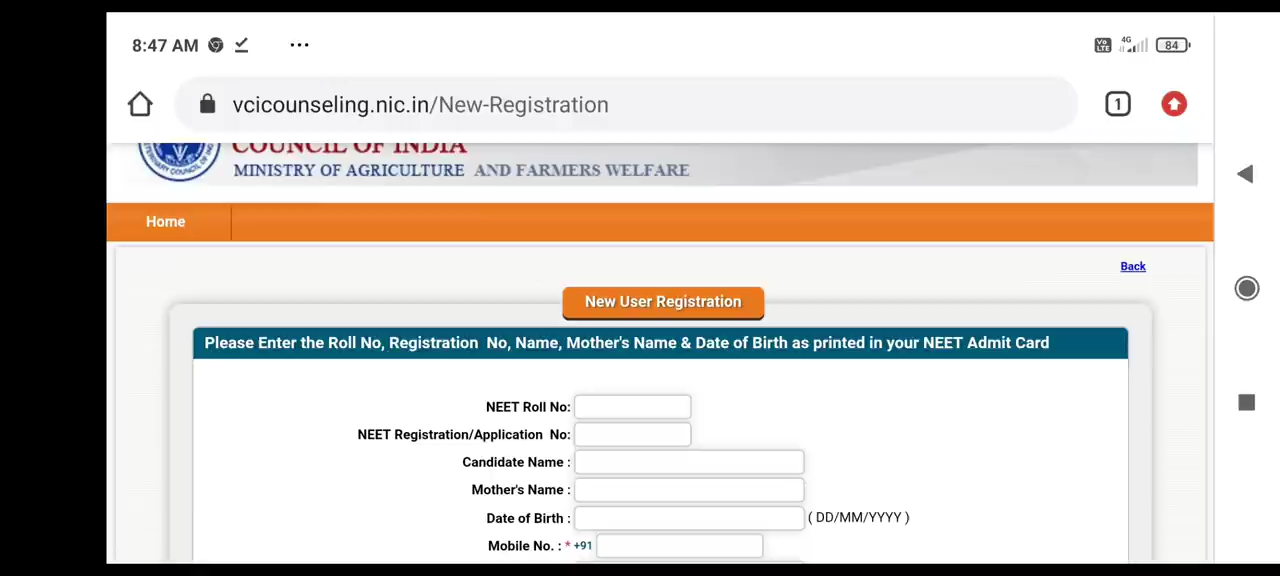 8:47 AM
4G
84
vcicounseling.nic.in/New-Registration
1
COUNCIL OF INDIA
MINISTRY OF AGRICULTURE AND FARMERS WELFARE
Home
Back
New User Registration
Please Enter the Roll No, Registration No, Name, Mother's Name & Date of Birth as printed in your NEET Admit Card
NEET Roll No:
NEET Registration/Application No:
Candidate Name :
Mother's Name :
Date of Birth : ( DD/MM/YYYY )
Mobile No. : * +91